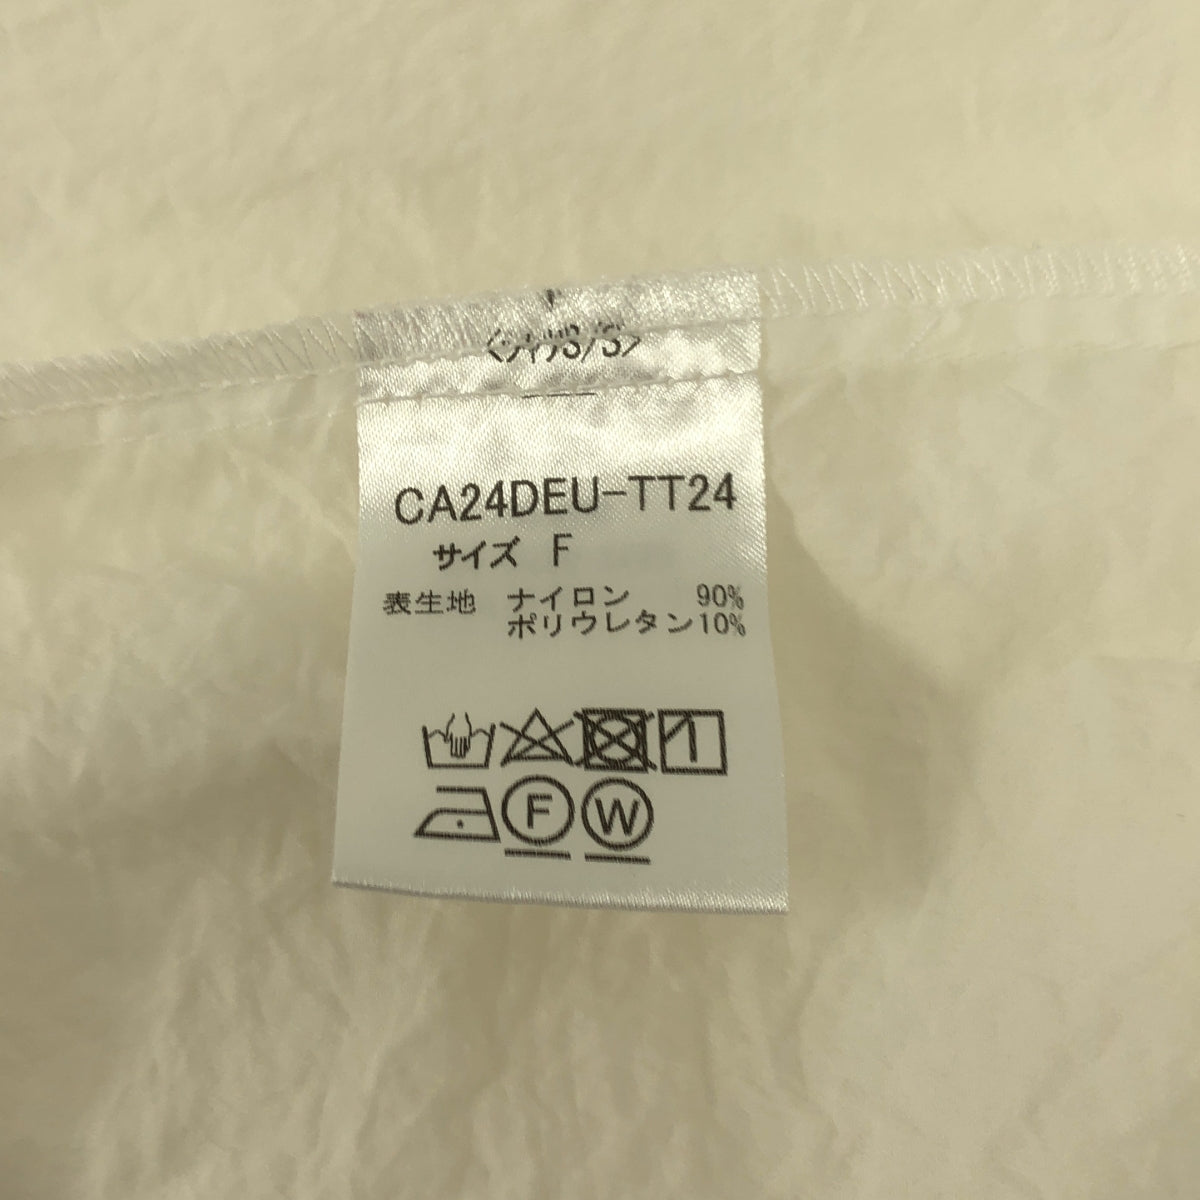 CA24DEU-TT24
サイズ F
表生地 ナイロン 90%
ポリウレタン10%
F W